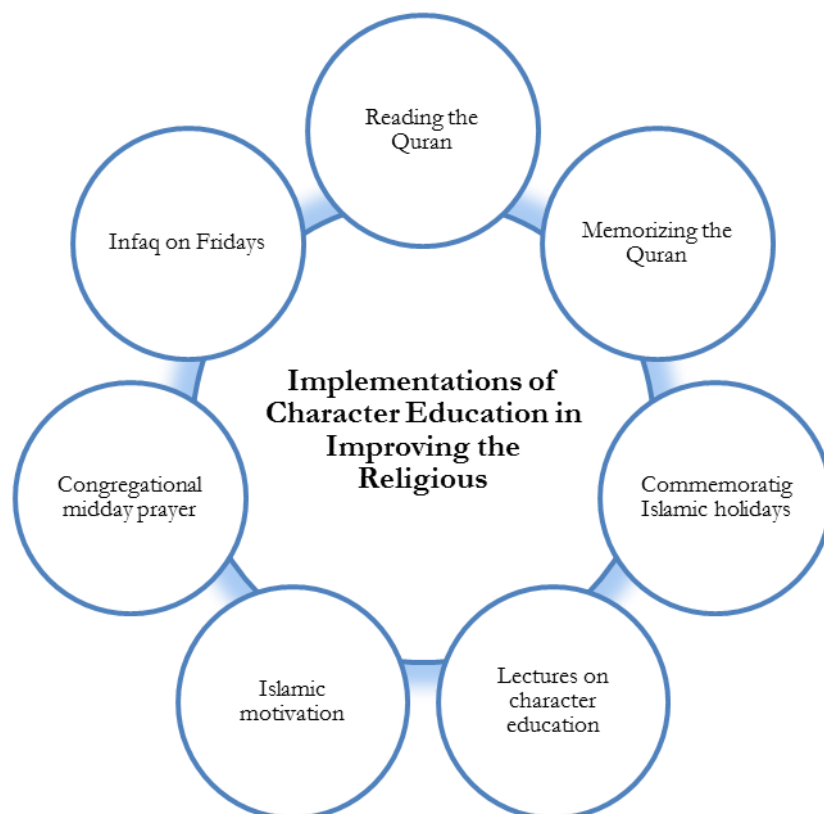 Reading the
Quran
Memorizing the
Quran
Commemoratig
Islamic holidays
Lectures on
character
education
Islamic
motivation
Congregational
midday prayer
Infaq on Fridays
Implementations of
Character Education in
Improving the
Religious